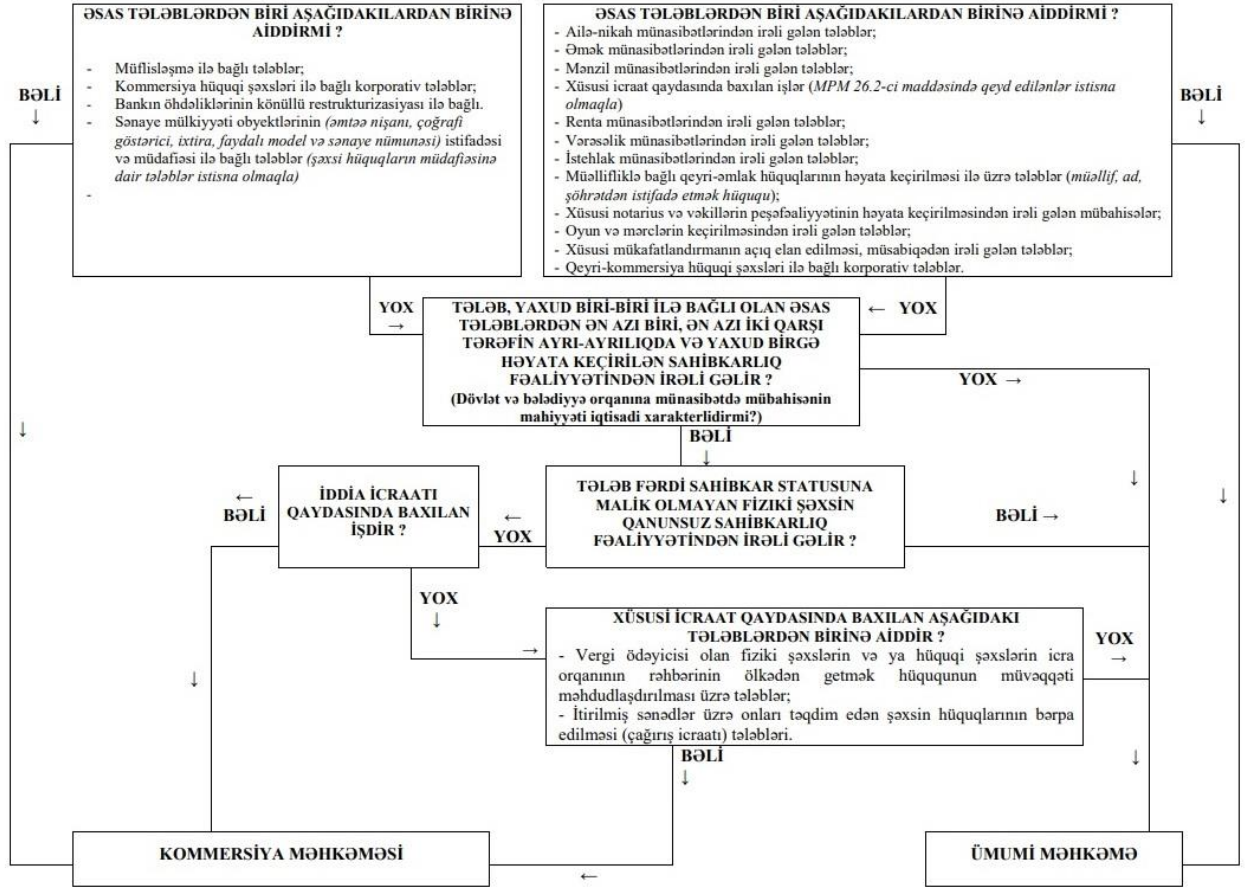 ƏSAS TƏLƏBLƏRDƏN BİRİ AŞAĞIDAKILARDAN BİRİNƏ
AİDDİRMİ ?
- Müflisləşmə ilə bağlı tələblər;
- Kommersiya hüquqi şəxsləri ilə bağlı korporativ tələblər;
- Bankın öhdəliklərinin könüllü restrukturizasiyası ilə bağlı.
- Sənaye mülkiyyəti obyektlərinin (əmtəə nişanı, çoğrafi
göstərici, ixtira, faydalı model və sənaye nümunəsi) istifadəsi
və müdafiəsi ilə bağlı tələblər (şəxsi hüquqların müdafiəsinə
dair tələblər istisna olmaqla)
-
BƏLİ
↓
ƏSAS TƏLƏBLƏRDƏN BİRİ AŞAĞIDAKILARDAN BİRİNƏ AİDDİRMİ ?
- Ailə-nikah münasibətlərindən irəli gələn tələblər;
- Əmək münasibətlərindən irəli gələn tələblər;
- Mənzil münasibətlərindən irəli gələn tələblər;
- Xüsusi icraat qaydasında baxılan işlər (MPM 26.2-ci maddəsində qeyd edilənlər istisna
olmaqla)
- Renta münasibətlərindən irəli gələn tələblər;
- Vərəsəlik münasibətlərindən irəli gələn tələblər;
- İstehlak münasibətlərindən irəli gələn tələblər;
- Müəllifliklə bağlı qeyri-əmlak hüquqlarının həyata keçirilməsi ilə üzrə tələblər (müəllif, ad,
şöhrətdən istifadə etmək hüququ);
- Xüsusi notarius və vəkillərin peşəfəaliyyətinin həyata keçirilməsindən irəli gələn mübahisələr;
- Oyun və mərclərin keçirilməsindən irəli gələn tələblər;
- Xüsusi mükafatlandırmanın açıq elan edilməsi, müsabiqədən irəli gələn tələblər;
- Qeyri-kommersiya hüquqi şəxsləri ilə bağlı korporativ tələblər.
BƏLİ
↓
YOX
→
TƏLƏB, YAXUD BİRİ-BİRİ İLƏ BAĞLI OLAN ƏSAS
TƏLƏBLƏRDƏN ƏN AZI BİRİ, ƏN AZI İKİ QARŞI
TƏRƏFİN AYRI-AYRILIQDA VƏ YAXUD BİRGƏ
HƏYATA KEÇİRİLƏN SAHİBKARLIQ
FƏALİYYƏTİNDƏN İRƏLİ GƏLİR ?
(Dövlət və bələdiyyə orqanına münasibətdə mübahisənin
mahiyyəti iqtisadi xarakterlidirmi?)
← YOX
YOX →
↓
BƏLİ
↓
↓
↓
İDDİA İCRAATI
QAYDASINDA BAXILAN
İŞDİR ?
←
BƏLİ
←
YOX
TƏLƏB FƏRDİ SAHİBKAR STATUSUNA
MALİK OLMAYAN FİZİKİ ŞƏXSİN
QANUNSUZ SAHİBKARLIQ
FƏALİYYƏTİNDƏN İRƏLİ GƏLİR ?
BƏLİ →
YOX
↓
→
↓
XÜSUSİ İCRAAT QAYDASINDA BAXILAN AŞAĞIDAKI
TƏLƏBLƏRDƏN BİRİNƏ AİDDİR ?
- Vergi ödəyicisi olan fiziki şəxslərin və ya hüquqi şəxslərin icra
orqanının rəhbərinin ölkədən getmək hüququnun müvəqqəti
məhdudlaşdırılması üzrə tələblər;
- İtirilmiş sənədlər üzrə onları təqdim edən şəxsin hüquqlarının bərpa
edilməsi (çağırış icraatı) tələbləri.
YOX
→
BƏLİ
↓
↓
KOMMERSİYA MƏHKƏMƏSİ
←
ÜMUMİ MƏHKƏMƏ